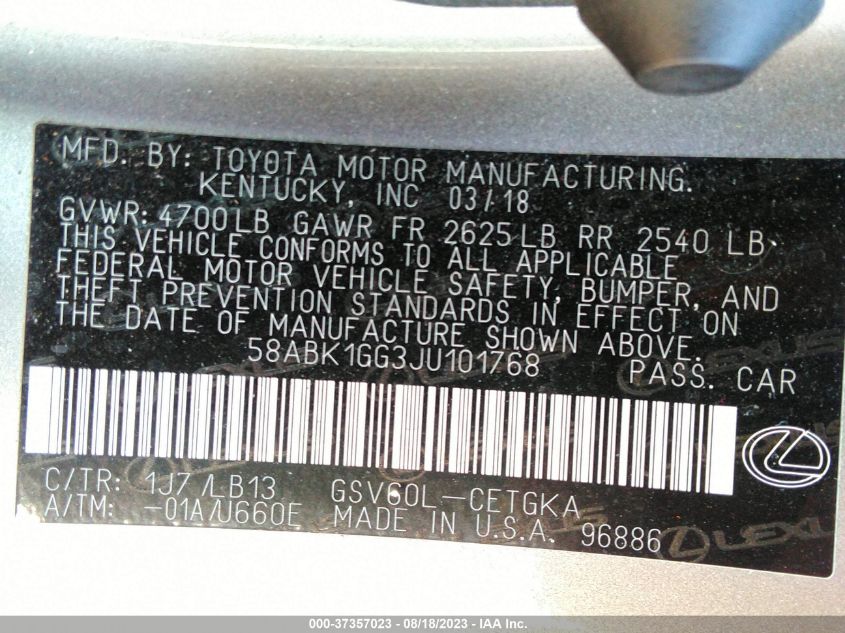 MFD. BY: TOYOTA MOTOR MANUFACTURING.
KENTUCKY, INC 03/18
GVWR: 4700LB GAWR FR 2625LB RR 2540 LB
THIS VEHICLE CONFORMS TO ALL APPLICABLE
FEDERAL MOTOR VEHICLE SAFETY, BUMPER, AND
THEFT PREVENTION STANDARDS IN EFFECT ON
THE DATE OF MANUFACTURE SHOWN ABOVE.
58ABK1GG3JU101768 PASS. CAR
C/TR: 1J7 /LB13 GSV60L-CETGKA
A/TM: -01A/U660E MADE IN U.S.A. 96886
LEXUS
000-37357023 - 08/18/2023 - IAA Inc.